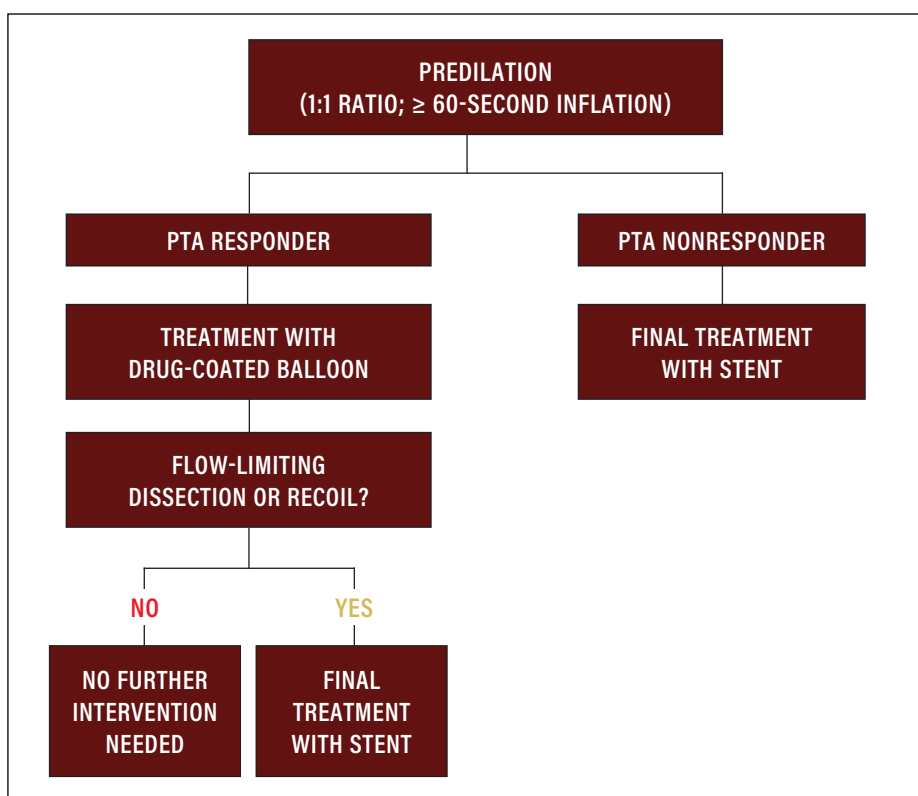 PREDILATION
(1:1 RATIO; ≥ 60-SECOND INFLATION)
PTA RESPONDER
PTA NONRESPONDER
TREATMENT WITH
DRUG-COATED BALLOON
FINAL TREATMENT
WITH STENT
FLOW-LIMITING
DISSECTION OR RECOIL?
NO
YES
NO FURTHER
INTERVENTION
NEEDED
FINAL
TREATMENT
WITH STENT